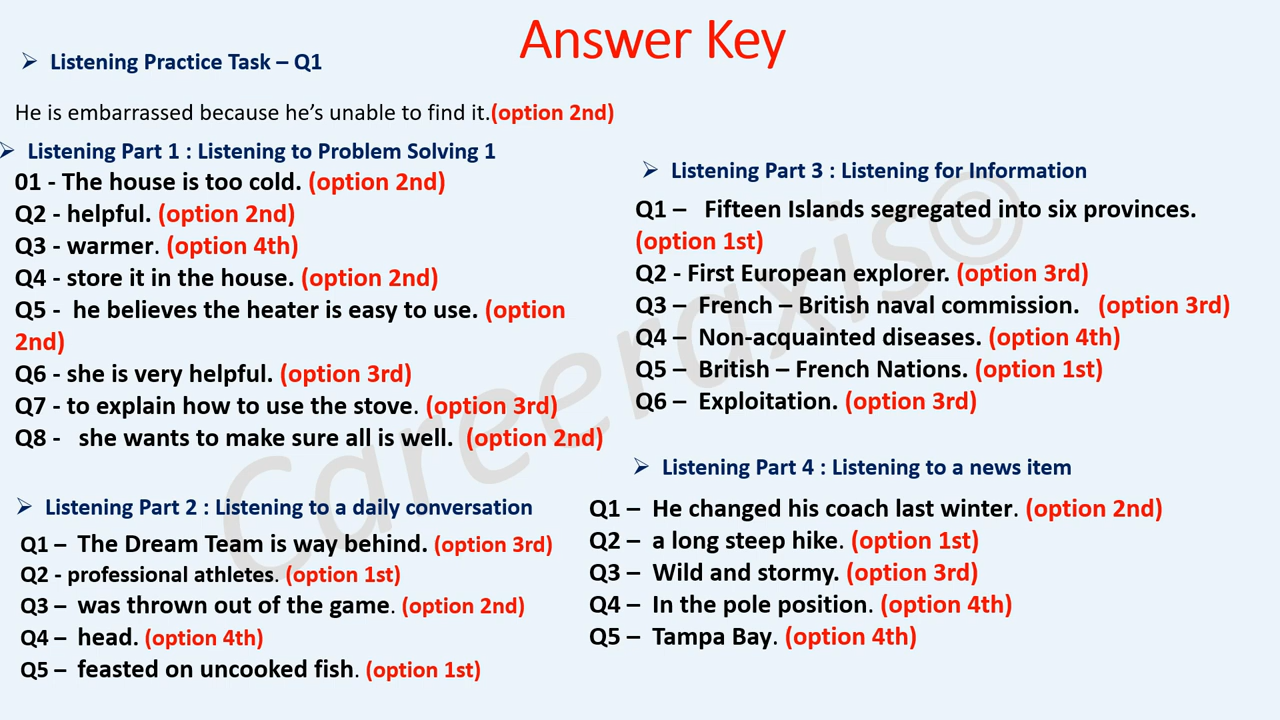 Answer Key
➢ Listening Practice Task – Q1
He is embarrassed because he’s unable to find it.(option 2nd)
➢ Listening Part 1 : Listening to Problem Solving 1
01 - The house is too cold. (option 2nd)
Q2 - helpful. (option 2nd)
Q3 - warmer. (option 4th)
Q4 - store it in the house. (option 2nd)
Q5 - he believes the heater is easy to use. (option
2nd)
Q6 - she is very helpful. (option 3rd)
Q7 - to explain how to use the stove. (option 3rd)
Q8 - she wants to make sure all is well. (option 2nd)
➢ Listening Part 2 : Listening to a daily conversation
Q1 – The Dream Team is way behind. (option 3rd)
Q2 - professional athletes. (option 1st)
Q3 – was thrown out of the game. (option 2nd)
Q4 – head. (option 4th)
Q5 – feasted on uncooked fish. (option 1st)
➢ Listening Part 3 : Listening for Information
Q1 – Fifteen Islands segregated into six provinces.
(option 1st)
Q2 - First European explorer. (option 3rd)
Q3 – French – British naval commission. (option 3rd)
Q4 – Non-acquainted diseases. (option 4th)
Q5 – British – French Nations. (option 1st)
Q6 – Exploitation. (option 3rd)
➢ Listening Part 4 : Listening to a news item
Q1 – He changed his coach last winter. (option 2nd)
Q2 – a long steep hike. (option 1st)
Q3 – Wild and stormy. (option 3rd)
Q4 – In the pole position. (option 4th)
Q5 – Tampa Bay. (option 4th)
Careeraxis©